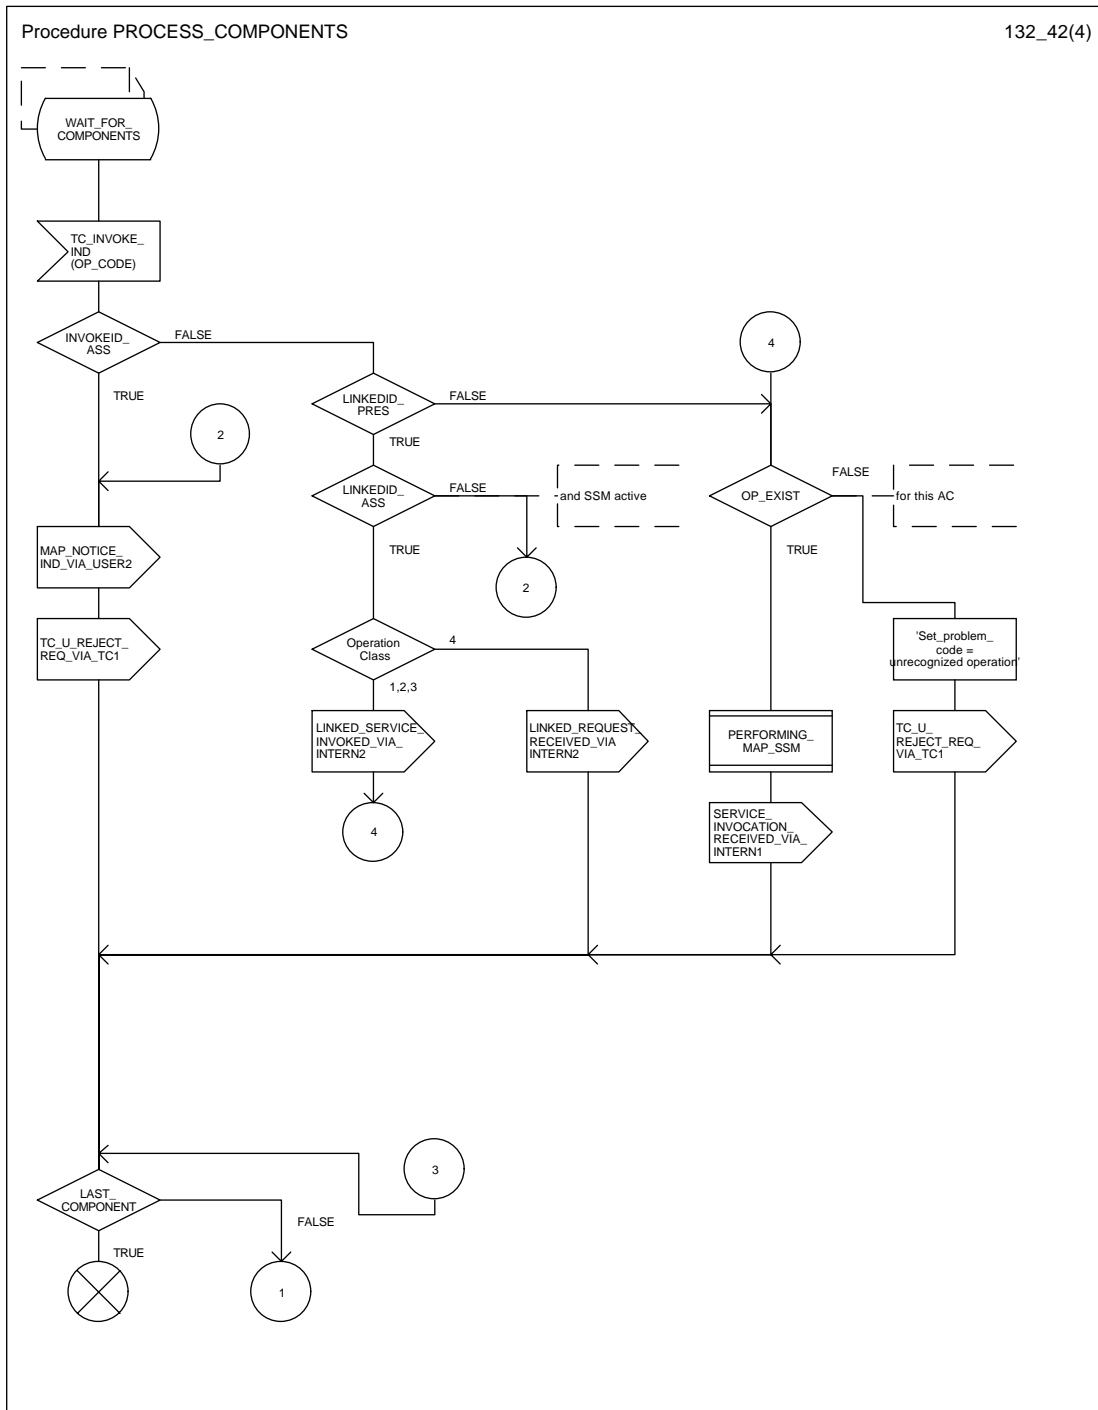 Procedure PROCESS_COMPONENTS
132_42(4)
WAIT_FOR_
COMPONENTS
TC_INVOKE_
IND
(OP_CODE)
INVOKEID_
ASS
FALSE
TRUE
4
LINKEDID_
PRES
FALSE
TRUE
2
LINKEDID_
ASS
FALSE
and SSM active
TRUE
OP_EXIST
FALSE
for this AC
TRUE
MAP_NOTICE_
IND_VIA_USER2
2
TC_U_REJECT_
REQ_VIA_TC1
Operation
Class
4
1,2,3
'Set_problem_
code =
unrecognized operation'
LINKED_SERVICE_
INVOKED_VIA_
INTERN2
LINKED_REQUEST_
RECEIVED_VIA
INTERN2
PERFORMING_
MAP_SSM
TC_U_
REJECT_REQ_
VIA_TC1
4
SERVICE_
INVOCATION_
RECEIVED_VIA_
INTERN1
3
LAST_
COMPONENT
FALSE
TRUE
1